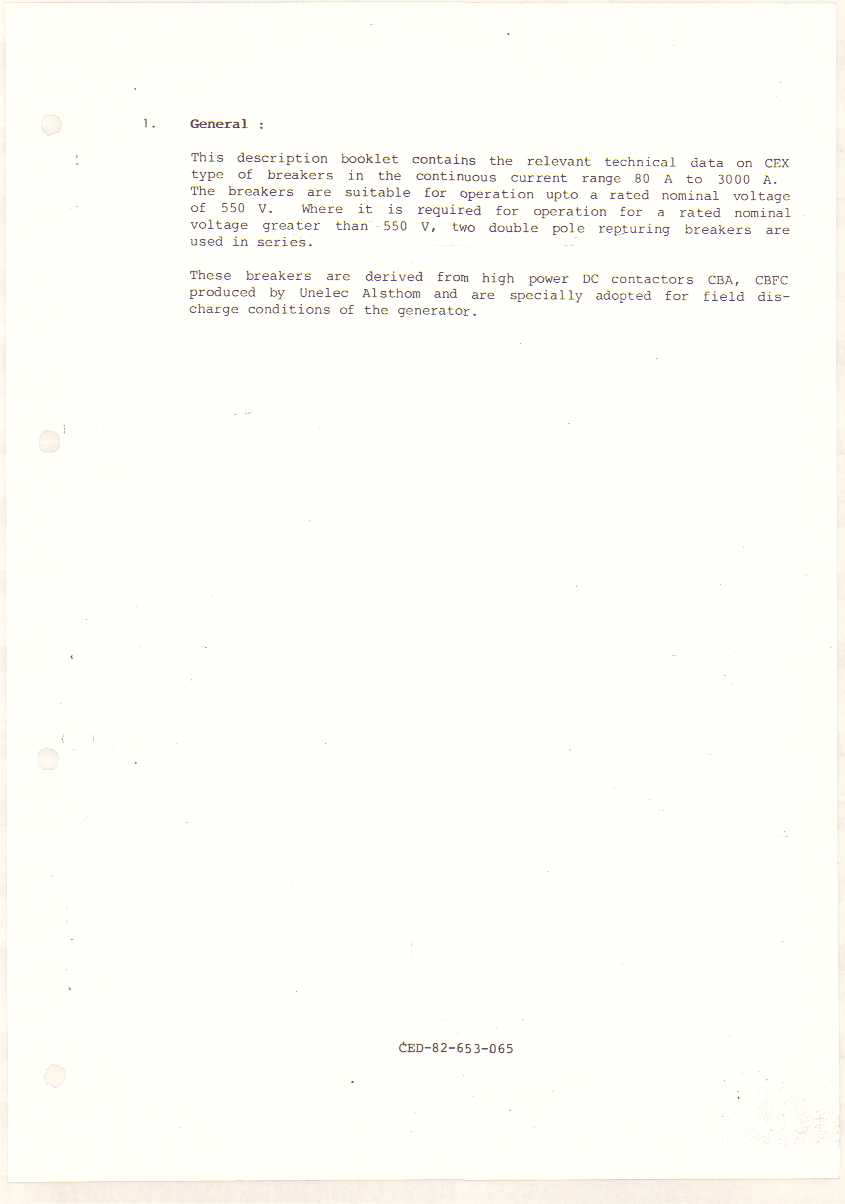 1. General :
This description booklet contains the relevant technical data on CEX
type of breakers in the continuous current range 80 A to 3000 A.
The breakers are suitable for operation upto a rated nominal voltage
of 550 V. Where it is required for operation for a rated nominal
voltage greater than 550 V, two double pole repturing breakers are
used in series.
These breakers are derived from high power DC contactors CBA, CBFC
produced by Unelec Alsthom and are specially adopted for field dis-
charge conditions of the generator.
CED-82-653-065